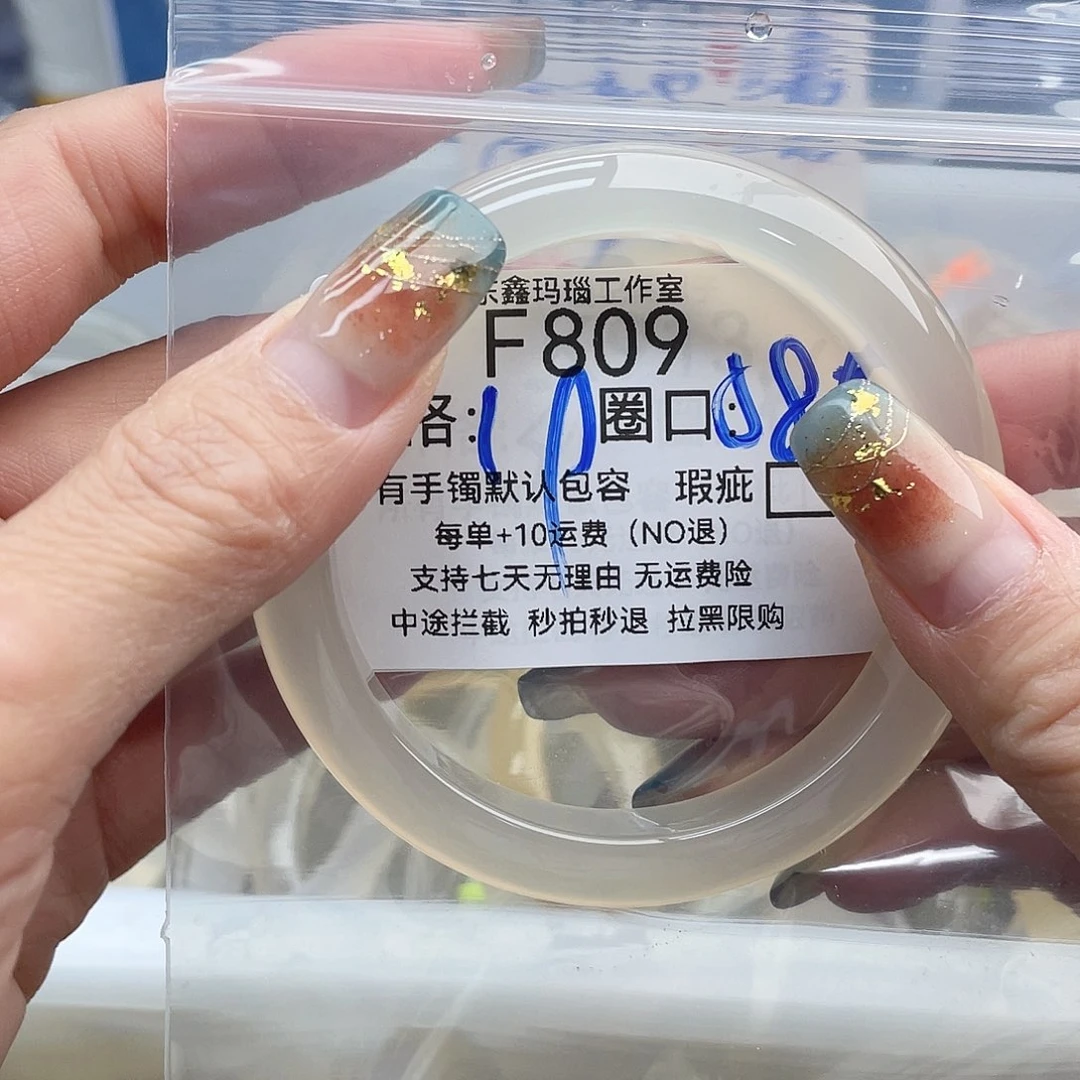 鑫玛瑙工作室
F809
格: 19 圈口: 58
有手镯默认包容 瑕疵
每单+10运费（NO退）
支持七天无理由 无运费险
中途拦截 秒拍秒退 拉黑限购